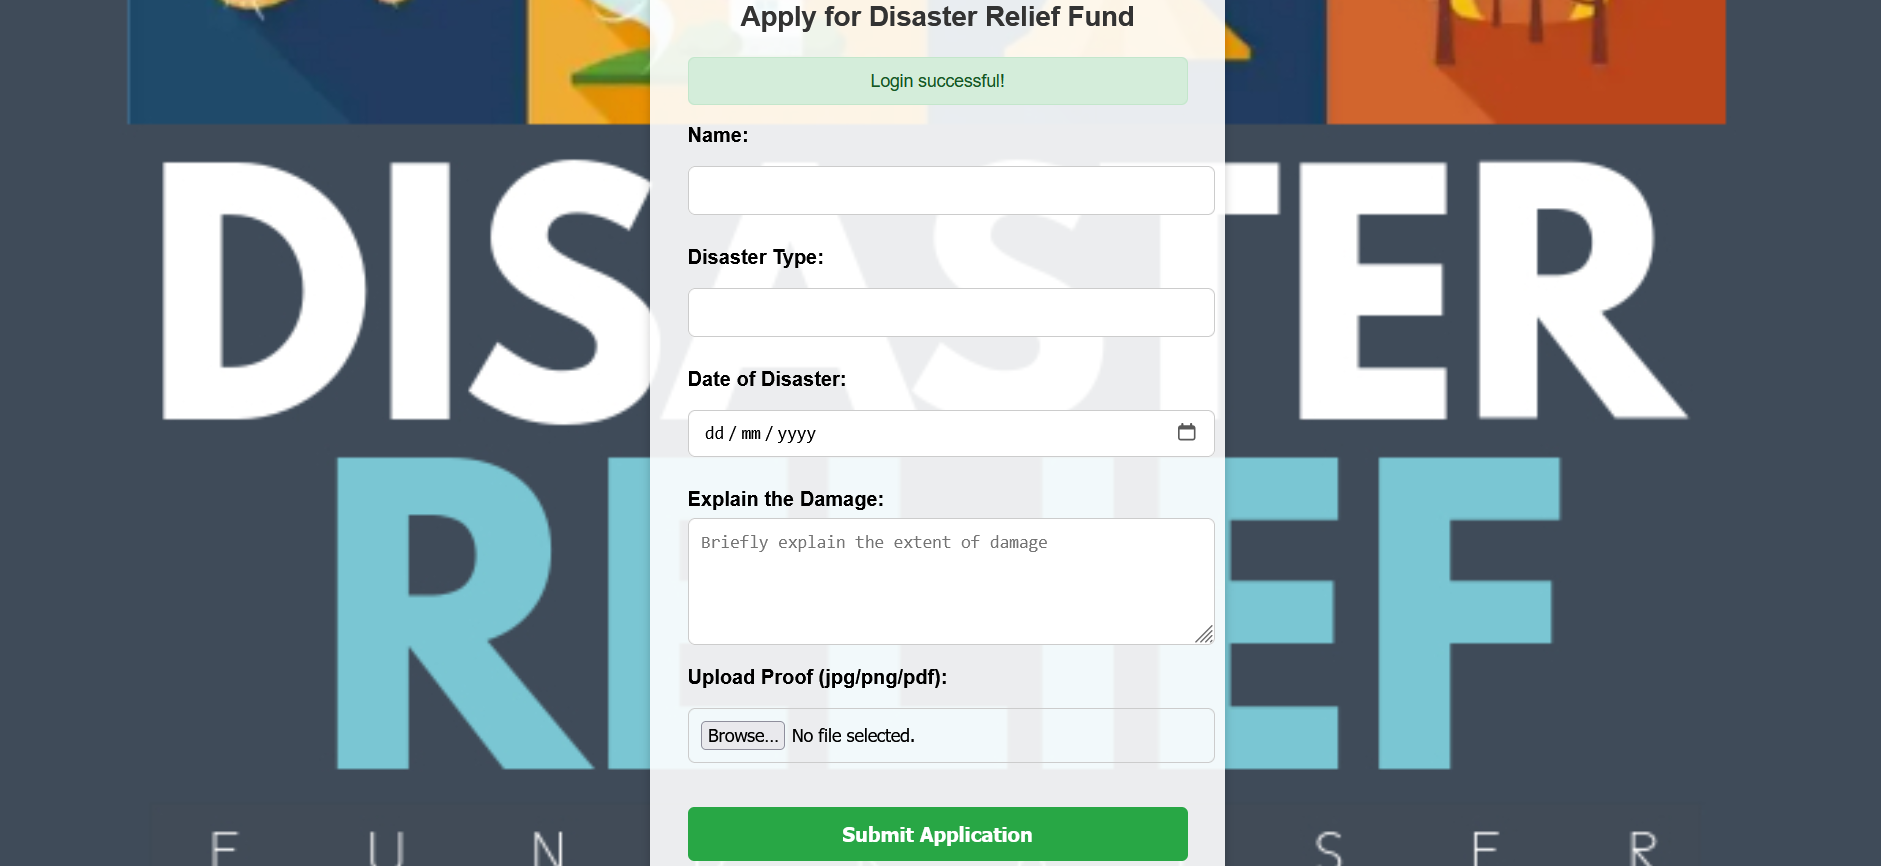 Apply for Disaster Relief Fund
Login successful!
Name:
Disaster Type:
Date of Disaster:
dd / mm / yyyy
Explain the Damage:
Briefly explain the extent of damage
Upload Proof (jpg/png/pdf):
Browse... No file selected.
Submit Application
DISASTER
RELIEF